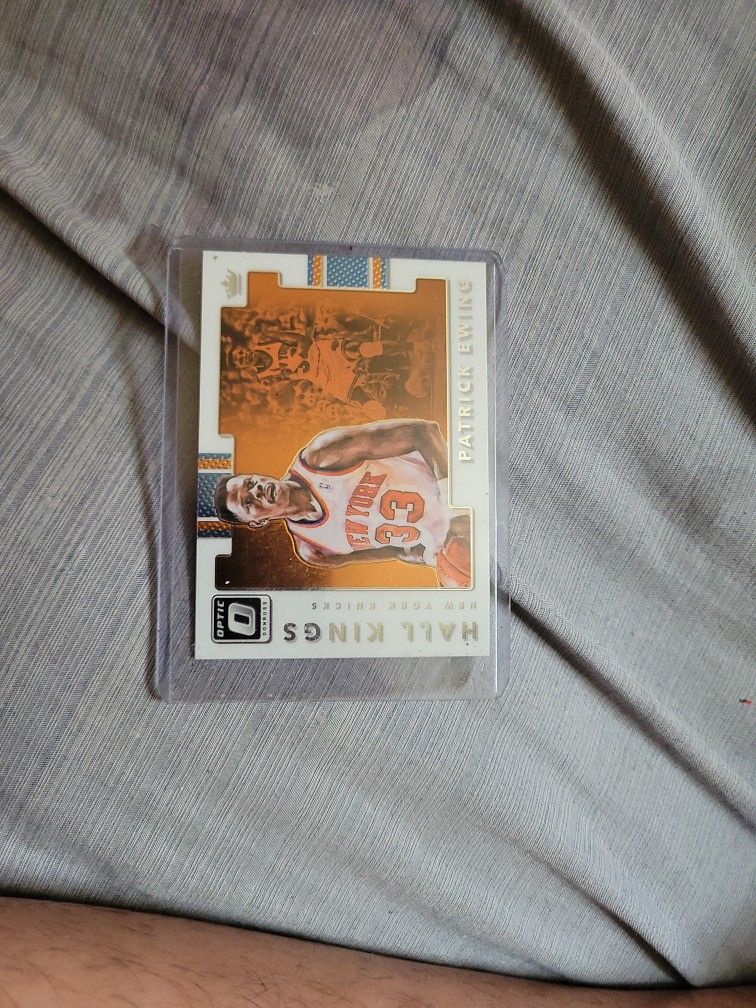 PATRICK EWING
NEW YORK
33
OPTIC
DONRUSS
HALL KINGS
NEW YORK KNICKS